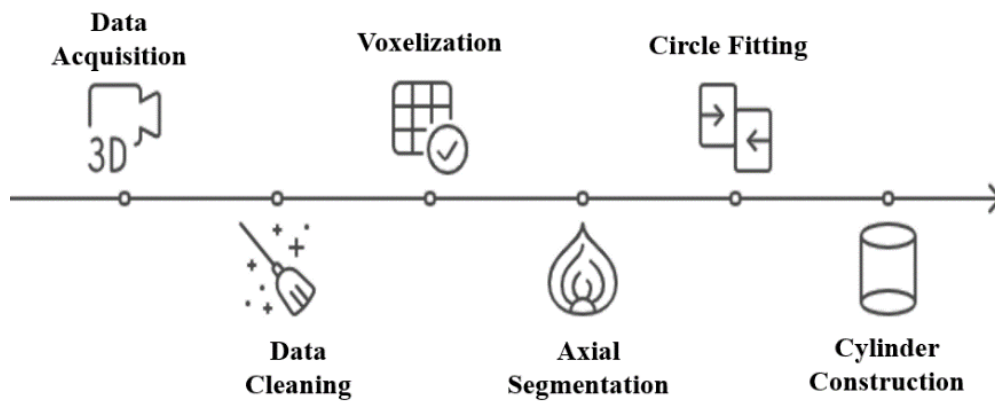 Data
Acquisition
3D
Data
Cleaning
Voxelization
Axial
Segmentation
Circle Fitting
Cylinder
Construction